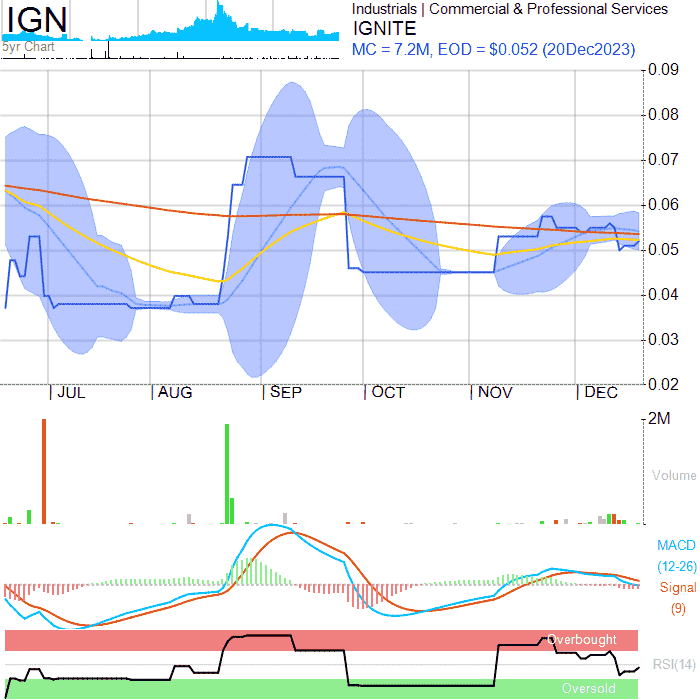 IGN
5yr Chart
Industrials | Commercial & Professional Services
IGNITE
MC = 7.2M, EOD = $0.052 (20Dec2023)
0.09
0.08
0.07
0.06
0.05
0.04
0.03
0.02
JUL
AUG
SEP
OCT
NOV
DEC
2M
Volume
MACD
(12-26)
Signal
(9)
Overbought
RSI(14)
Oversold